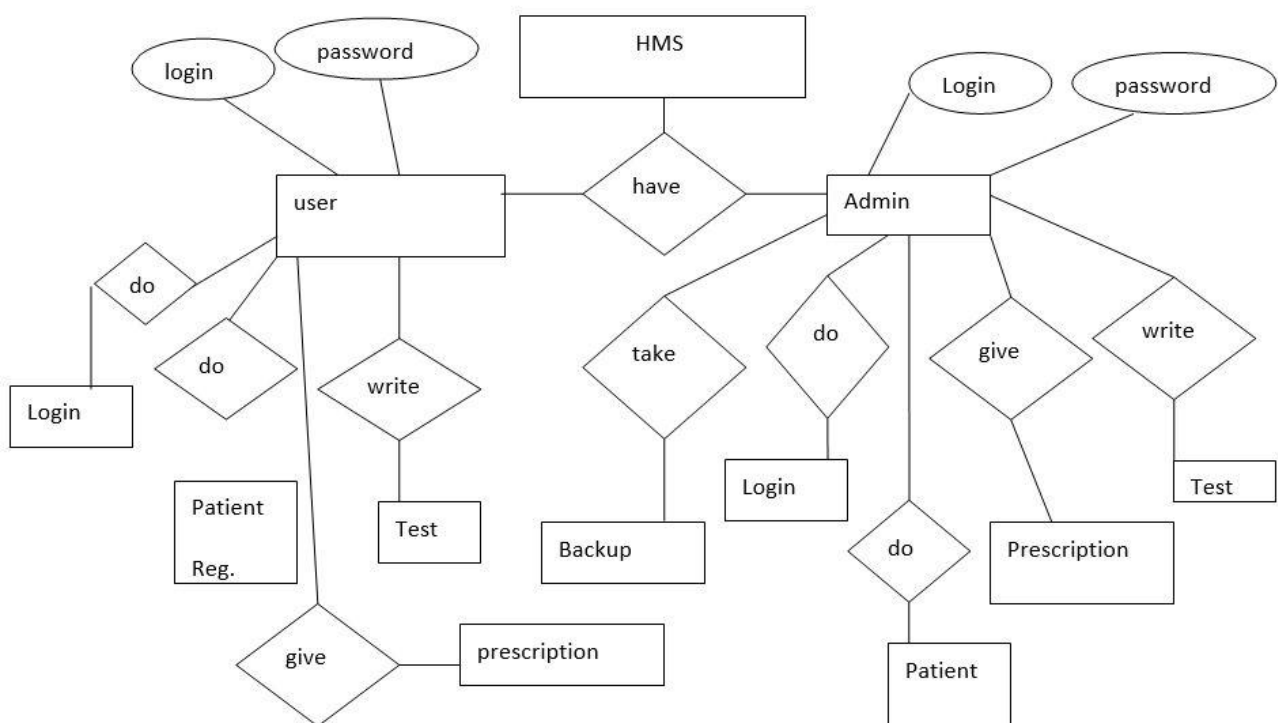 HMS
password
login
Login
password
have
user
Admin
do
do
write
take
do
give
write
Login
Login
Test
Patient
Reg.
Test
Backup
do
Prescription
give
prescription
Patient